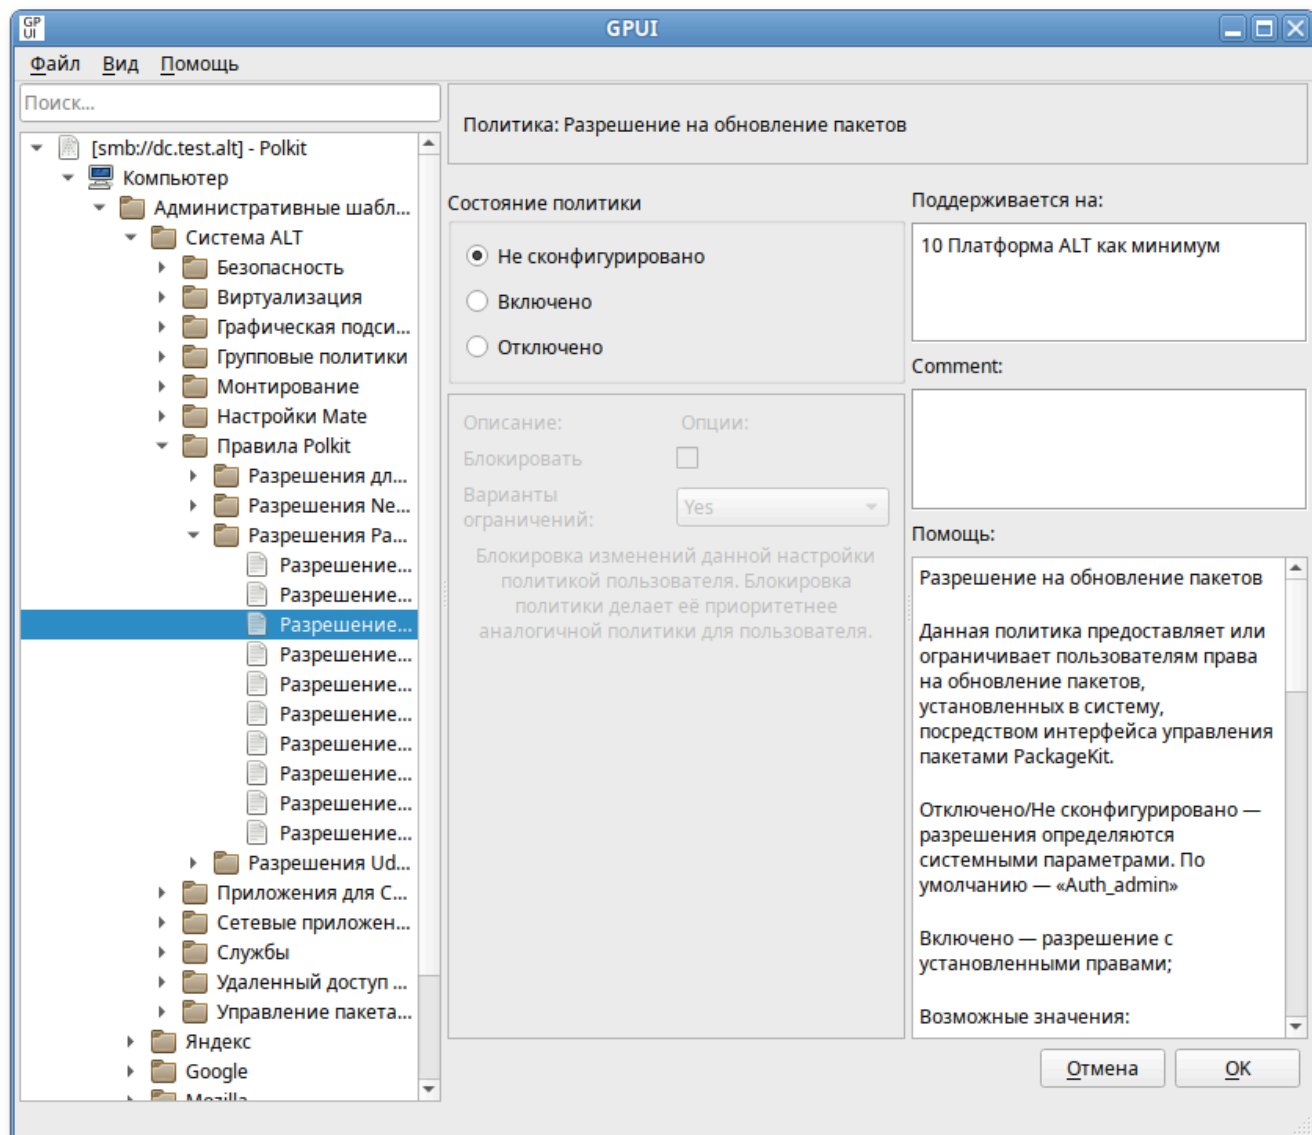 GP
UI
GPUI
Файл Вид Помощь
Поиск...
[smb://dc.test.alt] - Polkit
Компьютер
Административные шабл...
Система ALT
Безопасность
Виртуализация
Графическая подси...
Групповые политики
Монтирование
Настройки Mate
Правила Polkit
Разрешения дл...
Разрешения Ne...
Разрешения Pa...
Разрешение...
Разрешение...
Разрешение...
Разрешение...
Разрешение...
Разрешение...
Разрешение...
Разрешение...
Разрешение...
Разрешение...
Разрешения Ud...
Приложения для С...
Сетевые приложен...
Службы
Удаленный доступ ...
Управление пакета...
Яндекс
Google
Mozilla
Политика: Разрешение на обновление пакетов
Состояние политики
Не сконфигурировано
Включено
Отключено
Описание: Опции:
Блокировать
Варианты
ограничений:
Yes
Блокировка изменений данной настройки
политикой пользователя. Блокировка
политики делает её приоритетнее
аналогичной политики для пользователя.
Поддерживается на:
10 Платформа ALT как минимум
Comment:
Помощь:
Разрешение на обновление пакетов
Данная политика предоставляет или
ограничивает пользователям права
на обновление пакетов,
установленных в систему,
посредством интерфейса управления
пакетами PackageKit.
Отключено/Не сконфигурировано —
разрешения определяются
системными параметрами. По
умолчанию — «Auth_admin»
Включено — разрешение с
установленными правами;
Возможные значения:
Отмена OK